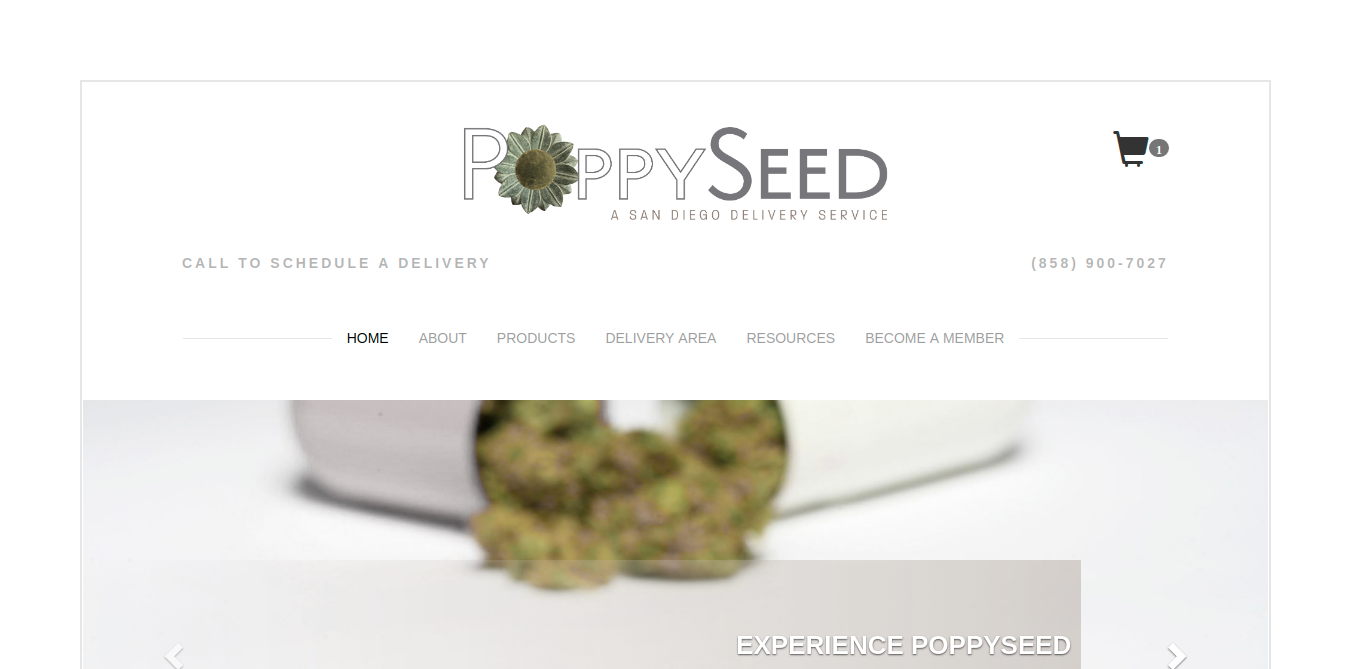 POPPYSEED
A SAN DIEGO DELIVERY SERVICE
1
CALL TO SCHEDULE A DELIVERY (858) 900-7027
HOME ABOUT PRODUCTS DELIVERY AREA RESOURCES BECOME A MEMBER
EXPERIENCE POPPYSEED